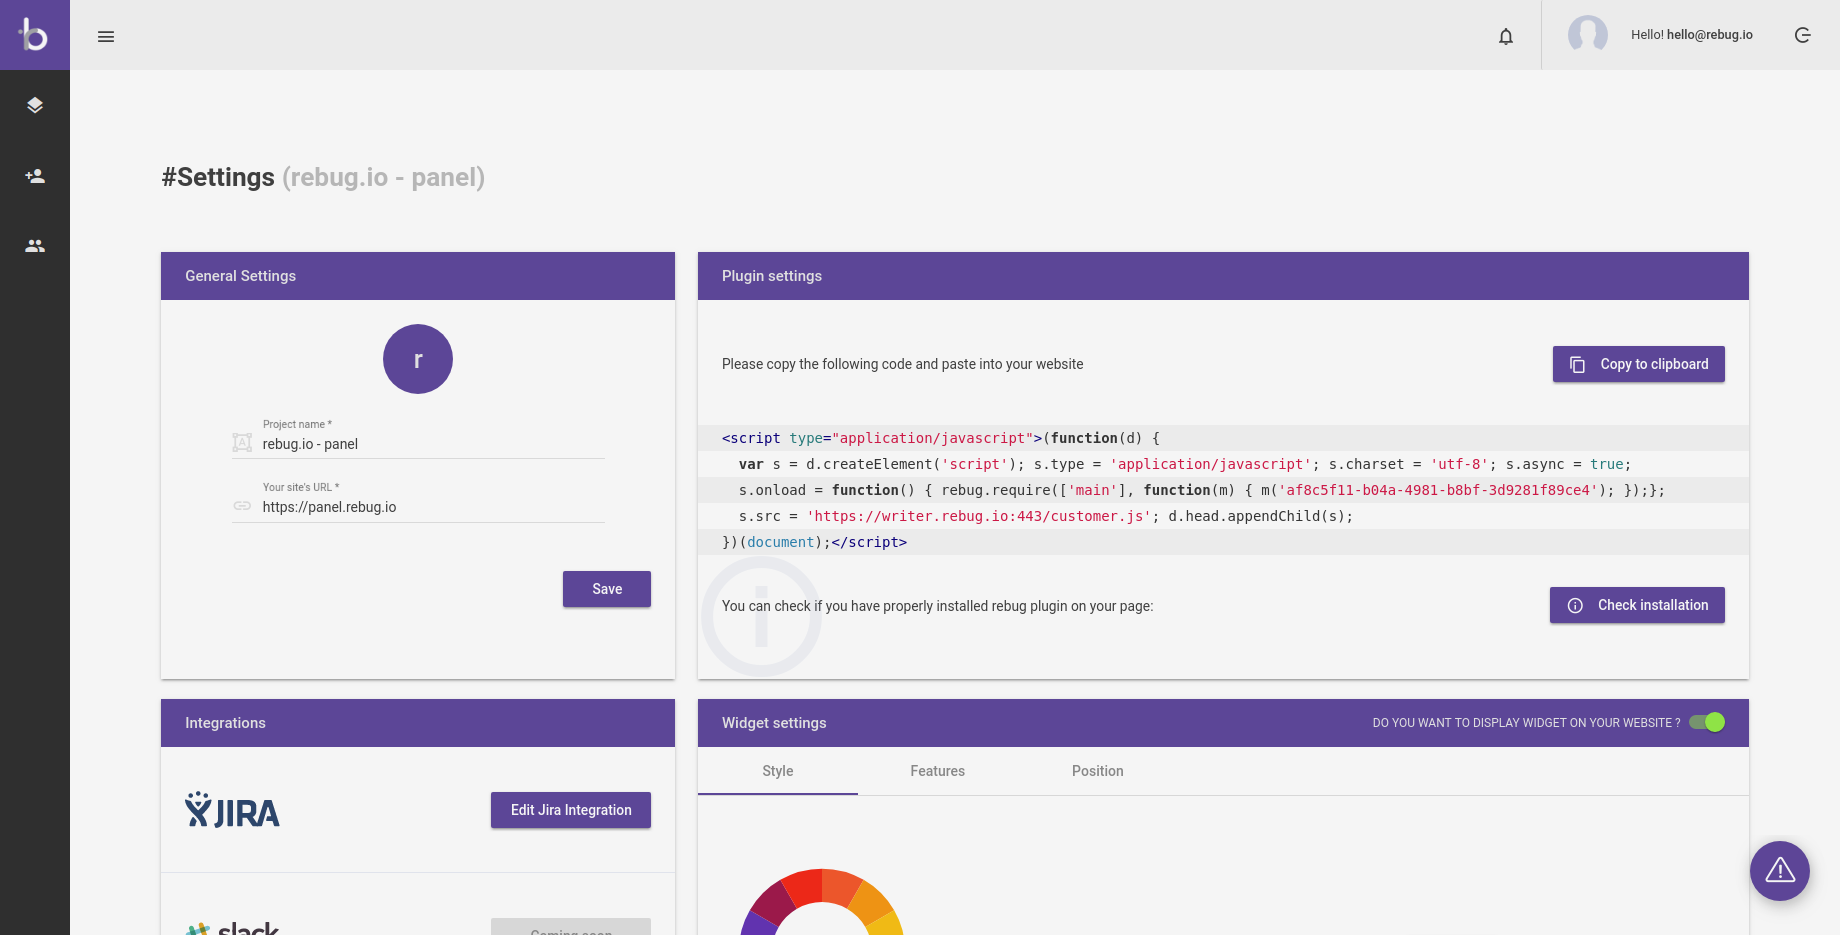 b
Hello! hello@rebug.io
#Settings (rebug.io - panel)
General Settings
r
Project name *
A
rebug.io - panel
Your site's URL *
https://panel.rebug.io
Save
Plugin settings
Please copy the following code and paste into your website
Copy to clipboard
<script type="application/javascript">(function(d) {
  var s = d.createElement('script'); s.type = 'application/javascript'; s.charset = 'utf-8'; s.async = true;
  s.onload = function() { rebug.require(['main'], function(m) { m('af8c5f11-b04a-4981-b8bf-3d9281f89ce4'); });};
  s.src = 'https://writer.rebug.io:443/customer.js'; d.head.appendChild(s);
})(document);</script>
You can check if you have properly installed rebug plugin on your page:
Check installation
Integrations
JIRA
Edit Jira Integration
slack
Coming soon
Widget settings
DO YOU WANT TO DISPLAY WIDGET ON YOUR WEBSITE ?
Style
Features
Position